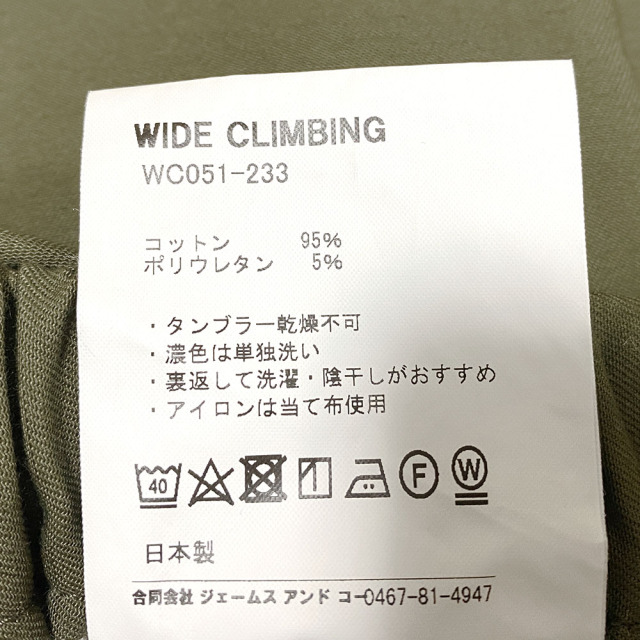 WIDE CLIMBING
WC051-233
コットン 95%
ポリウレタン 5%
・タンブラー乾燥不可
・濃色は単独洗い
・裏返して洗濯・陰干しがおすすめ
・アイロンは当て布使用
40 F W
日本製
合同会社 ジェームス アンド コー0467-81-4947